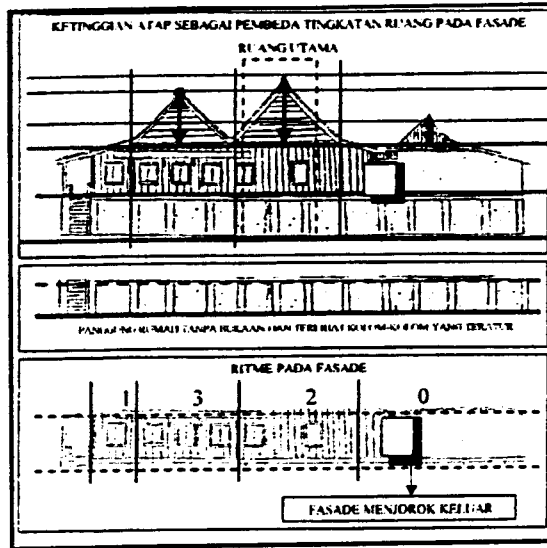 KETINGGIAN ATAP SEBAGAI PEMBEDA TINGKATAN RUANG PADA FASADE
RUANG UTAMA
PANGGUNG RUMAH TANPA BUKAAN DAN TERLIHAT KOLOM-KOLOM YANG TERATUR
RITME PADA FASADE
1 3 2 0
FASADE MENJOROK KELUAR